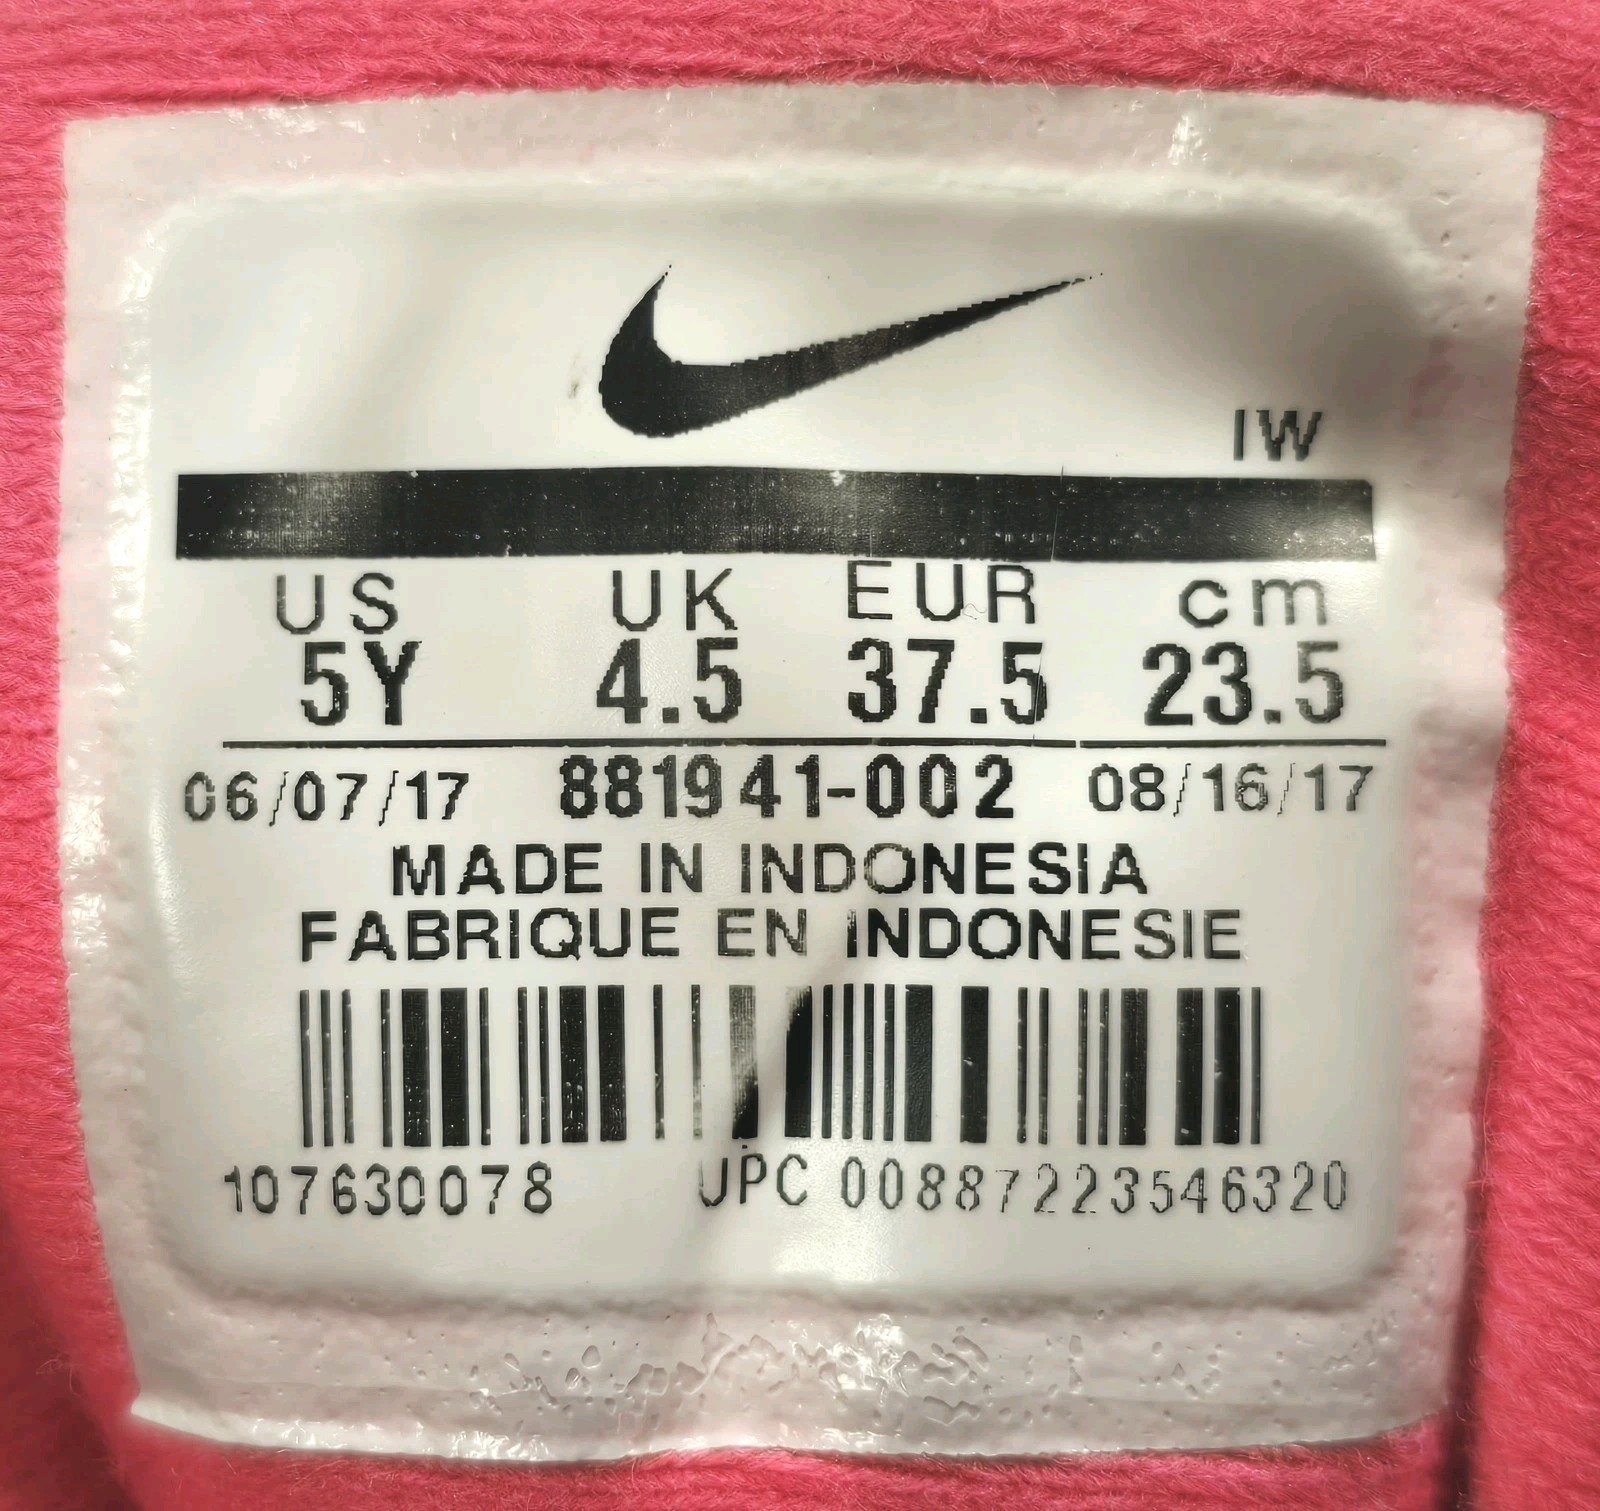 IW
US UK EUR cm
5Y 4.5 37.5 23.5
06/07/17 881941-002 08/16/17
MADE IN INDONESIA
FABRIQUE EN INDONESIE
107630078 UPC 00887223546320